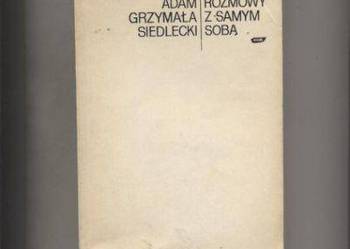 ADAM
GRZYMAŁA
SIEDLECKI
ROZMOWY
Z·SAMYM
SOBĄ